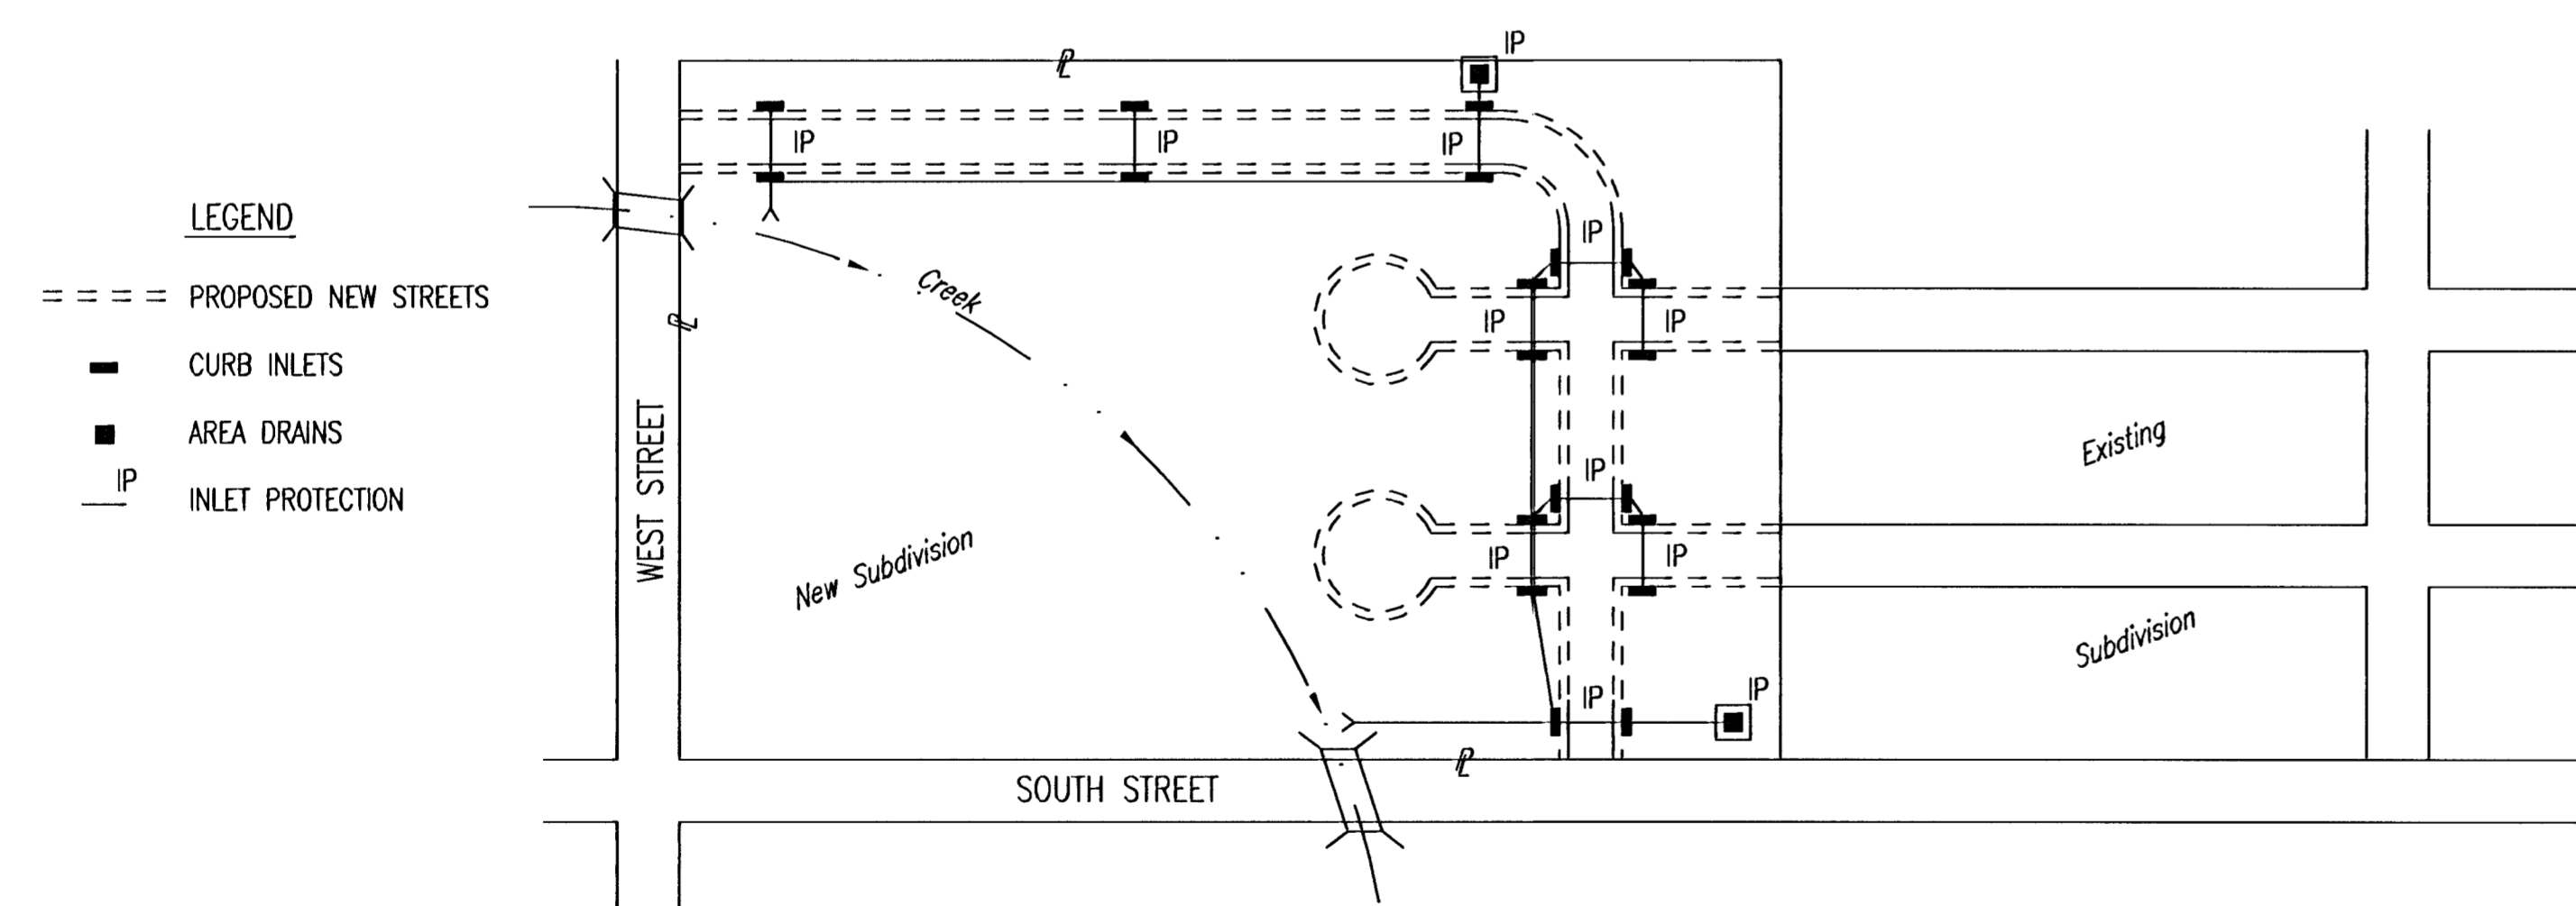 LEGEND
PROPOSED NEW STREETS
CURB INLETS
AREA DRAINS
IP
INLET PROTECTION
WEST STREET
SOUTH STREET
New Subdivision
Creek
Existing
Subdivision
℄
℄
℄
IP
IP
IP
IP
IP
IP
IP
IP
IP
IP
IP
IP